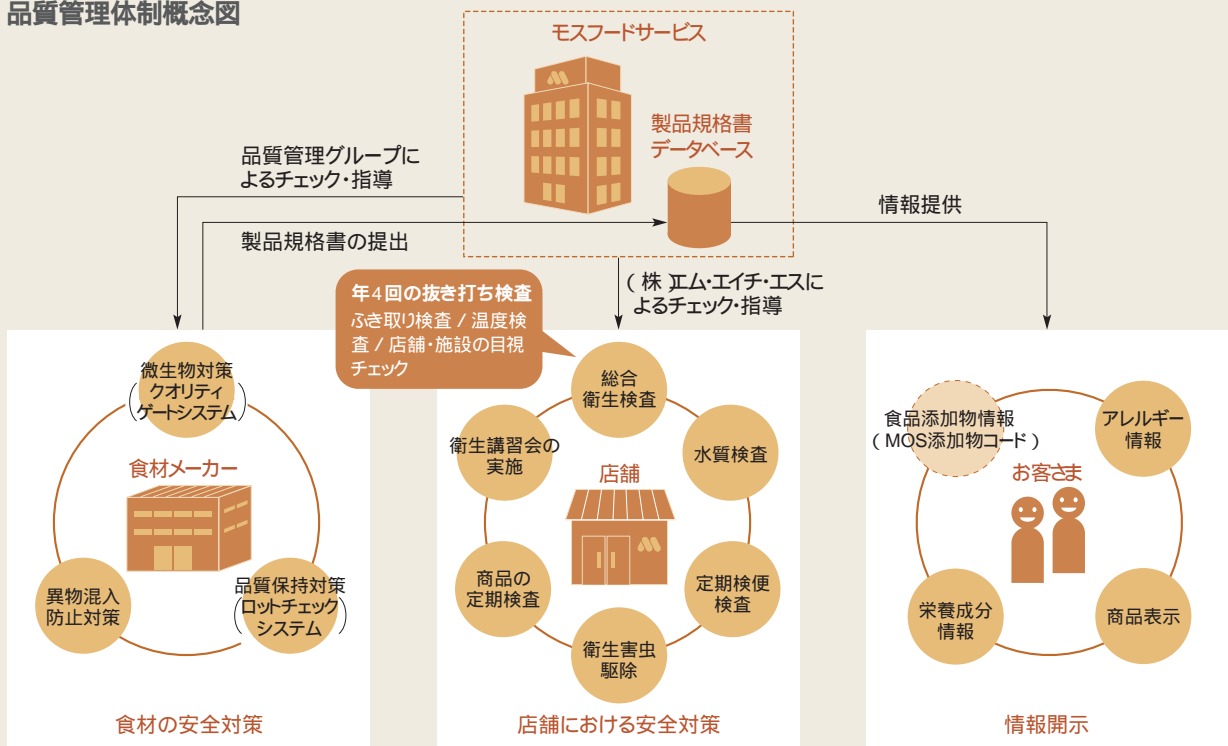 品質管理体制概念図
モスフードサービス
製品規格書
データベース
品質管理グループに
よるチェック・指導
製品規格書の提出
情報提供
(株)エム・エイチ・エスに
よるチェック・指導
年4回の抜き打ち検査
ふき取り検査 / 温度検
査 / 店舗・施設の目視
チェック
微生物対策
(クオリティ
ゲートシステム)
食材メーカー
異物混入
防止対策
品質保持対策
(ロットチェック
システム)
食材の安全対策
総合
衛生検査
衛生講習会の
実施
水質検査
店舗
商品の
定期検査
定期検便
検査
衛生害虫
駆除
店舗における安全対策
食品添加物情報
(MOS添加物コード)
アレルギー
情報
お客さま
栄養成分
情報
商品表示
情報開示